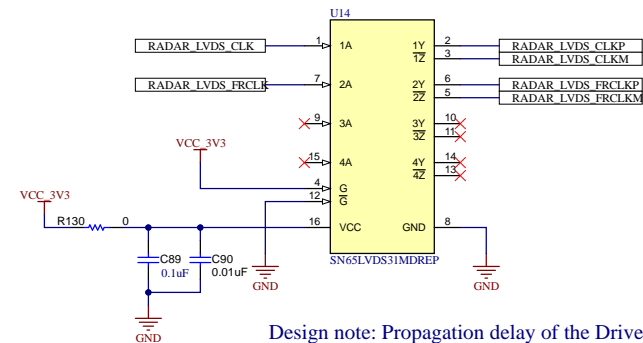 U14
RADAR_LVDS_CLK 1 1A 1Y 2 RADAR_LVDS_CLKP
1Z 3 RADAR_LVDS_CLKM
RADAR_LVDS_FRCLK 7 2A 2Y 6 RADAR_LVDS_FRCLKP
2Z 5 RADAR_LVDS_FRCLKM
9 3A 3Y 10
3Z 11
VCC_3V3
15 4A 4Y 14
4Z 13
4 G
12 G
VCC_3V3
R130 0 16 VCC GND 8
SN65LVDS31MDREP
C89 C90
0.1uF 0.01uF
GND GND
GND
Design note: Propagation delay of the Drive